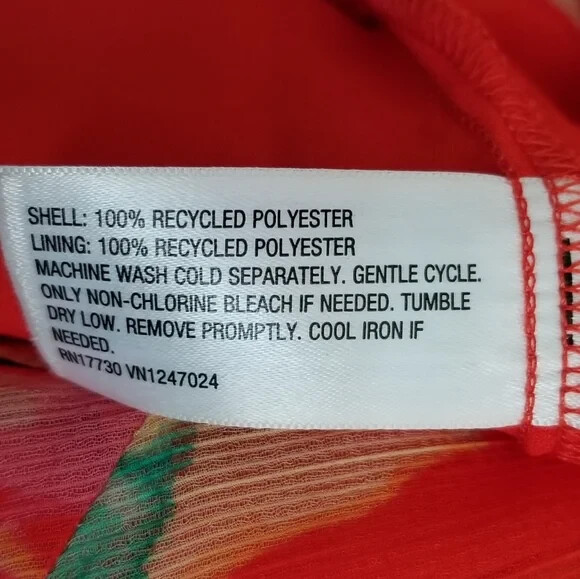 SHELL: 100% RECYCLED POLYESTER
LINING: 100% RECYCLED POLYESTER
MACHINE WASH COLD SEPARATELY. GENTLE CYCLE.
ONLY NON-CHLORINE BLEACH IF NEEDED. TUMBLE
DRY LOW. REMOVE PROMPTLY. COOL IRON IF
NEEDED.
RN17730 VN1247024